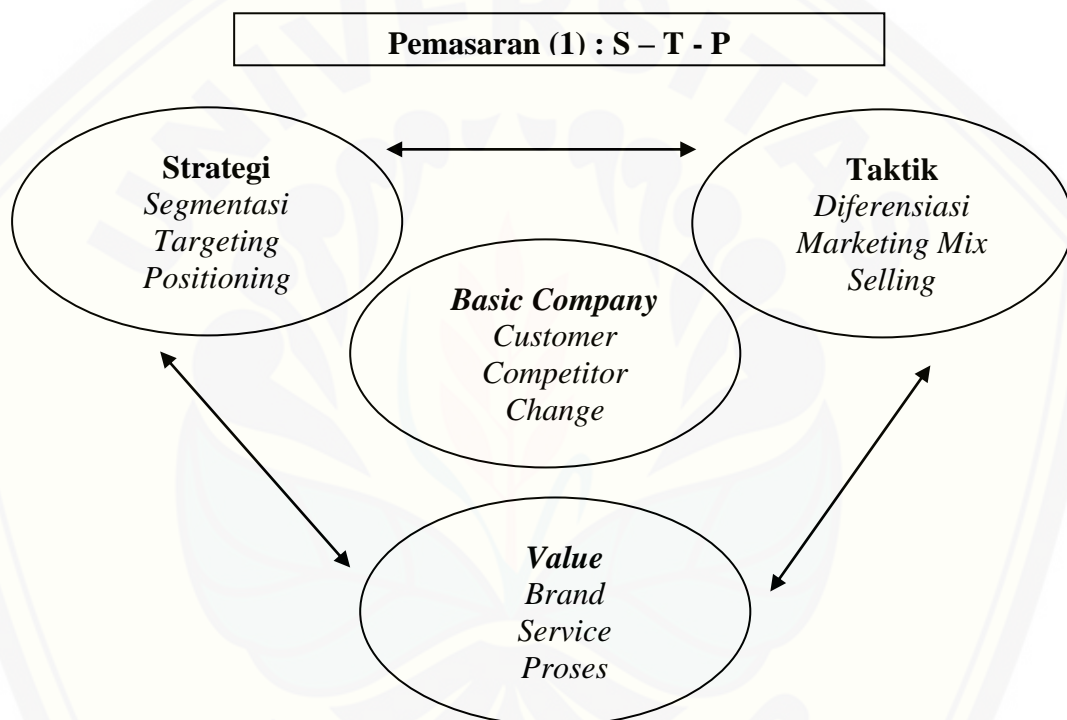 Pemasaran (1) : S – T - P
UNIVERSITAS
Strategi
Segmentasi
Targeting
Positioning
Taktik
Diferensiasi
Marketing Mix
Selling
Basic Company
Customer
Competitor
Change
Value
Brand
Service
Proses